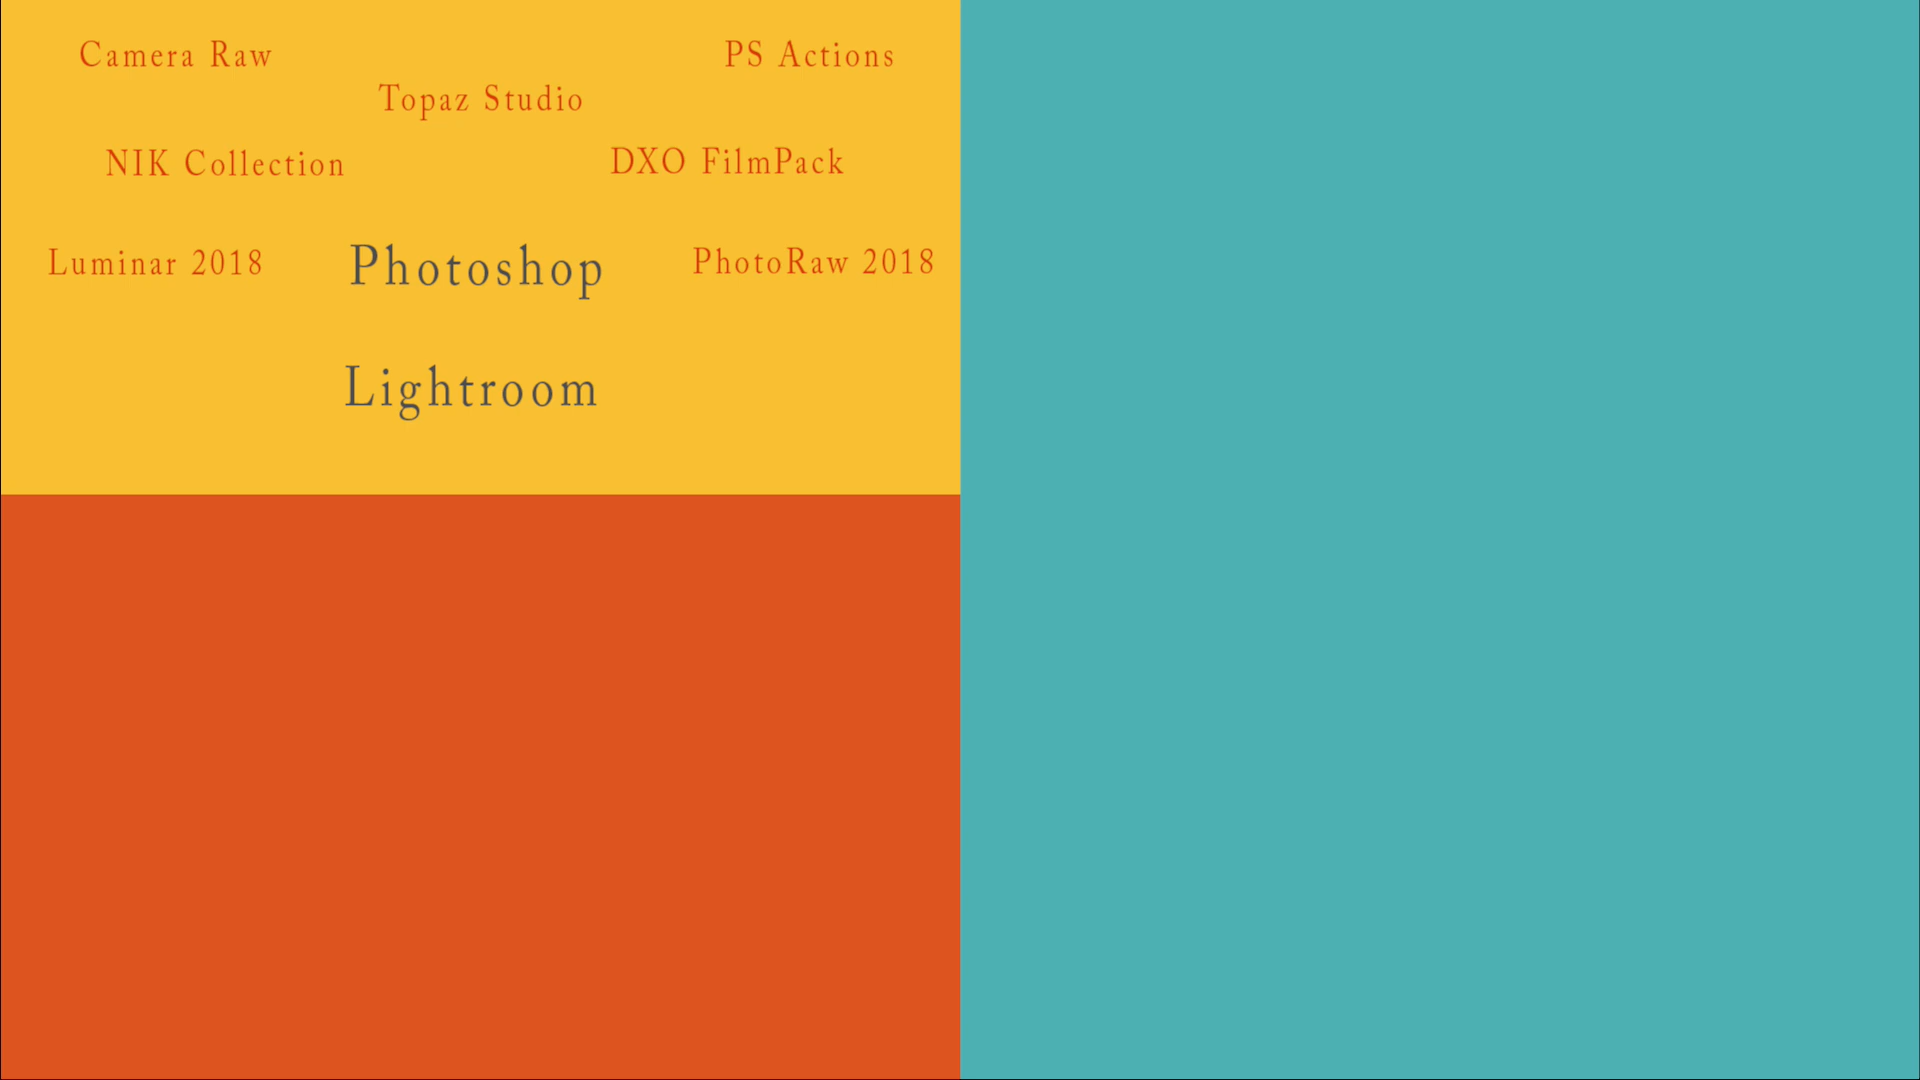 Camera Raw
PS Actions
Topaz Studio
NIK Collection
DXO FilmPack
Luminar 2018
Photoshop
PhotoRaw 2018
Lightroom